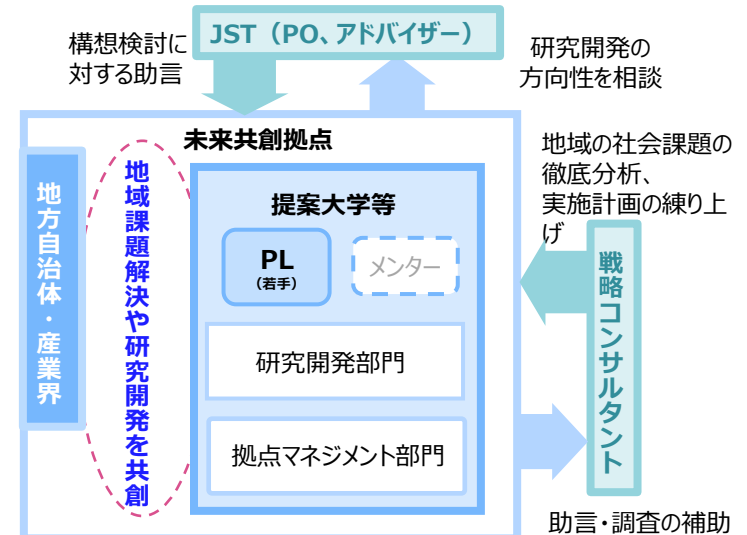 JST（PO、アドバイザー）
構想検討に
対する助言
研究開発の
方向性を相談
未来共創拠点
地域の社会課題の
徹底分析、
実施計画の練り上
げ
地方自治体・産業界
地域課題解決や研究開発を共創
提案大学等
PL
（若手）
メンター
研究開発部門
拠点マネジメント部門
戦略コンサルタント
助言・調査の補助